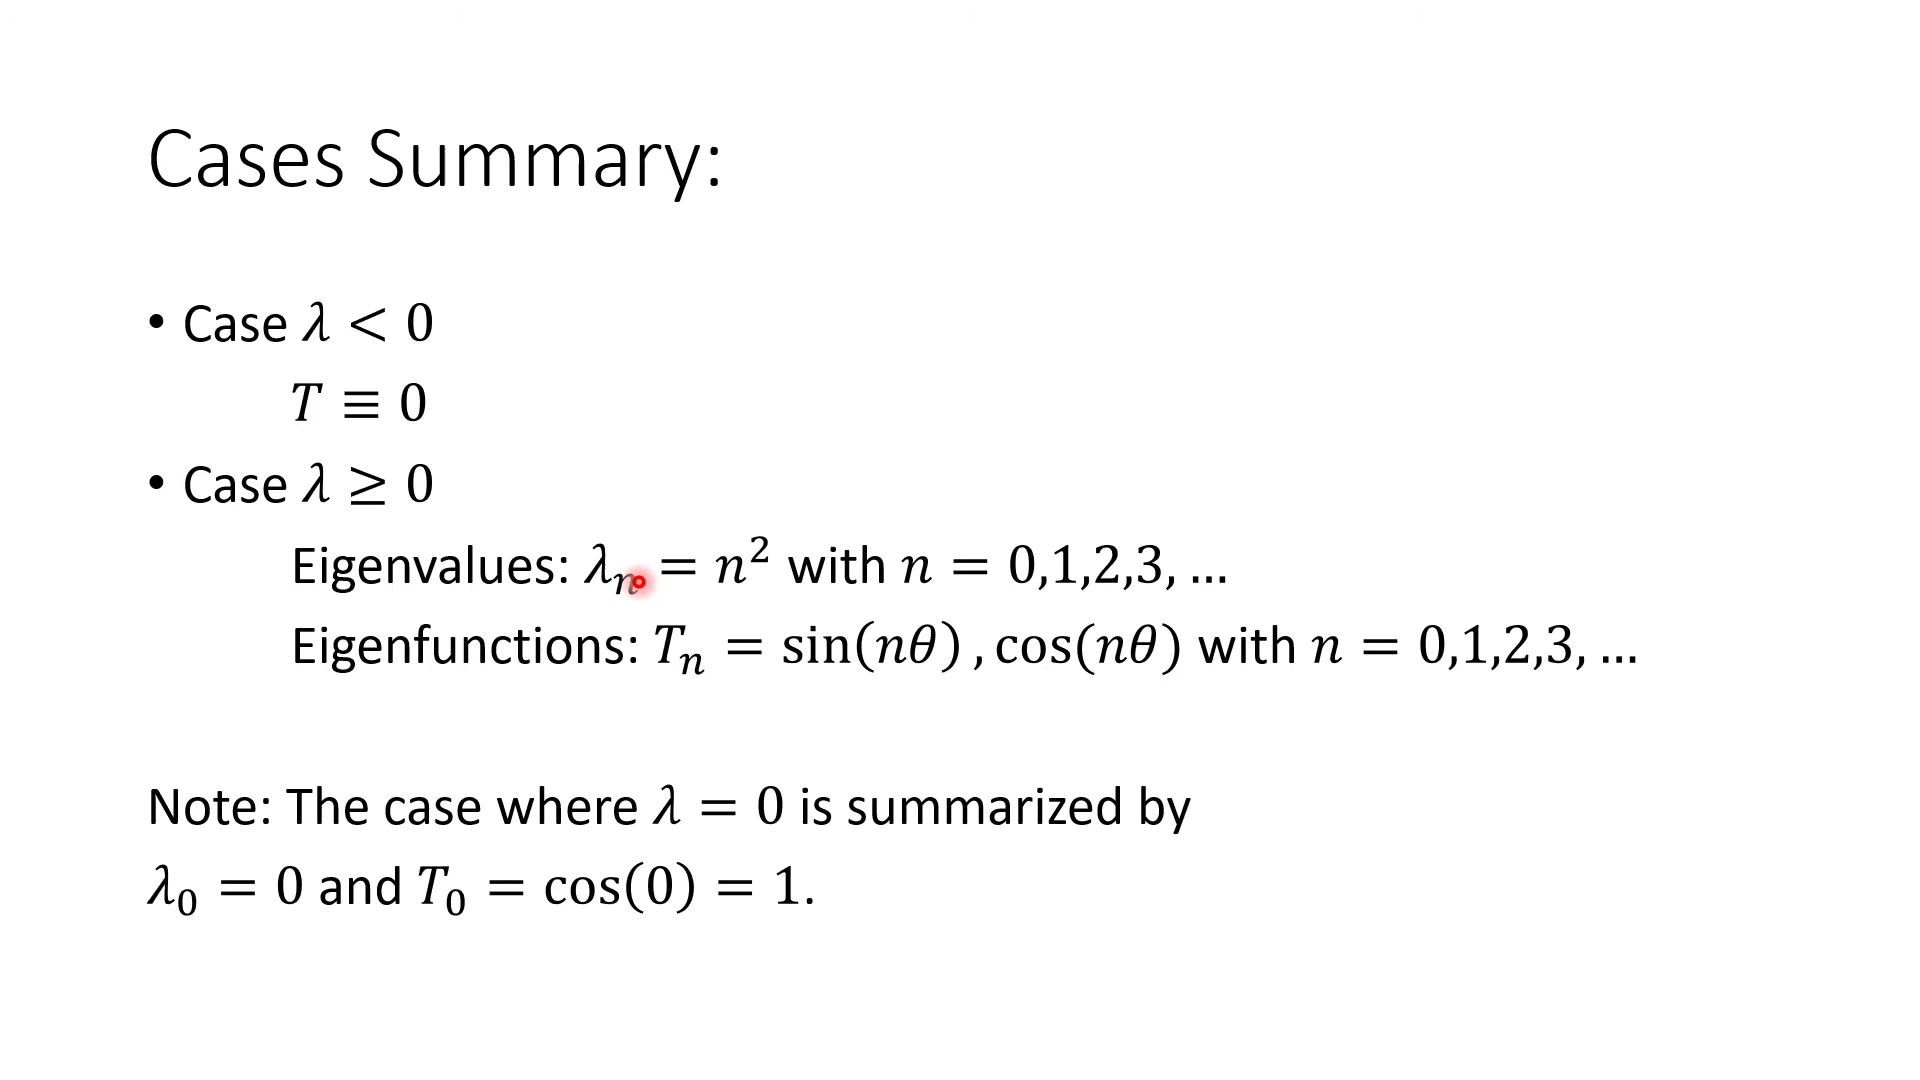 Cases Summary:
• Case λ < 0
T ≡ 0
• Case λ ≥ 0
Eigenvalues: λₙ = n² with n = 0,1,2,3, …
Eigenfunctions: Tₙ = sin(nθ) , cos(nθ) with n = 0,1,2,3, …
Note: The case where λ = 0 is summarized by
λ₀ = 0 and T₀ = cos(0) = 1.